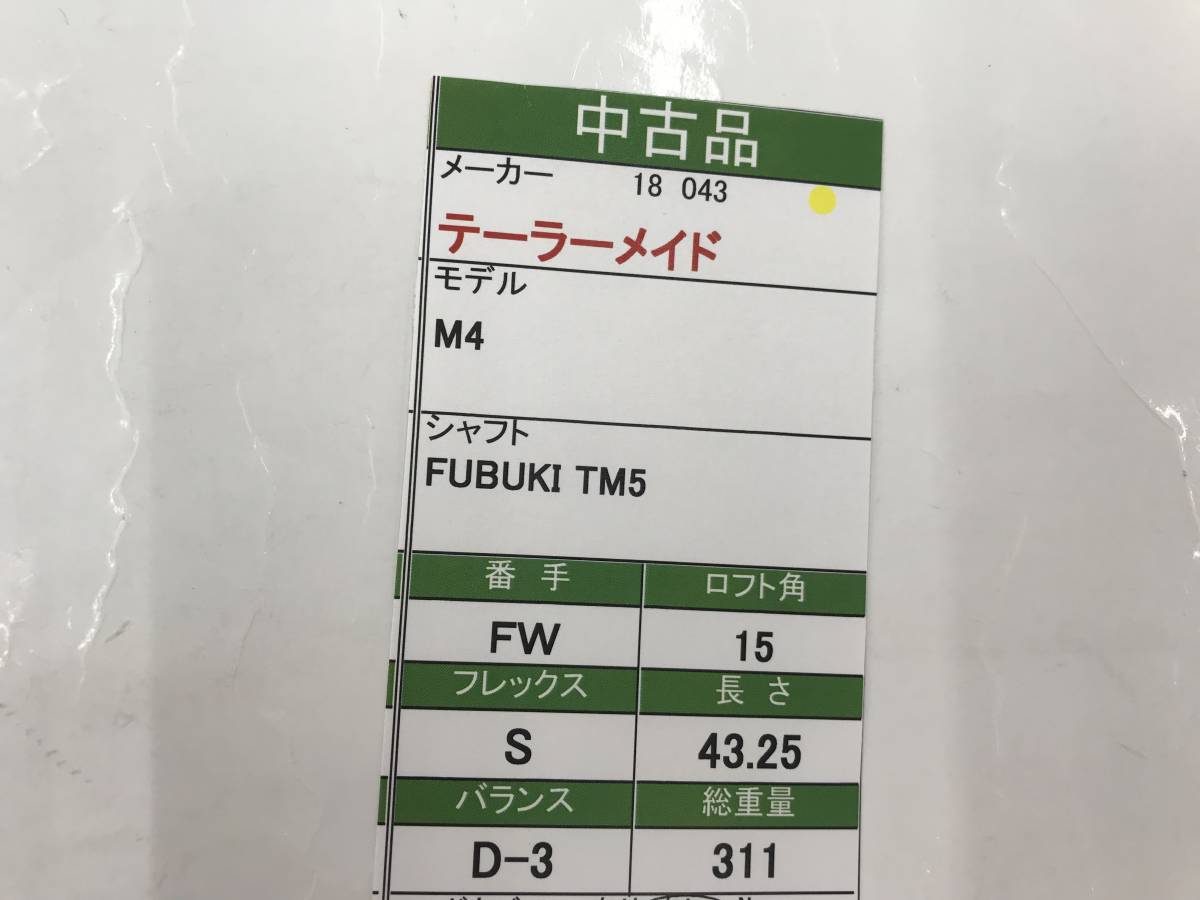 中古品
メーカー 18 043
テーラーメイド
モデル
M4
シャフト
FUBUKI TM5
番手 ロフト角
FW 15
フレックス 長さ
S 43.25
バランス 総重量
D-3 311